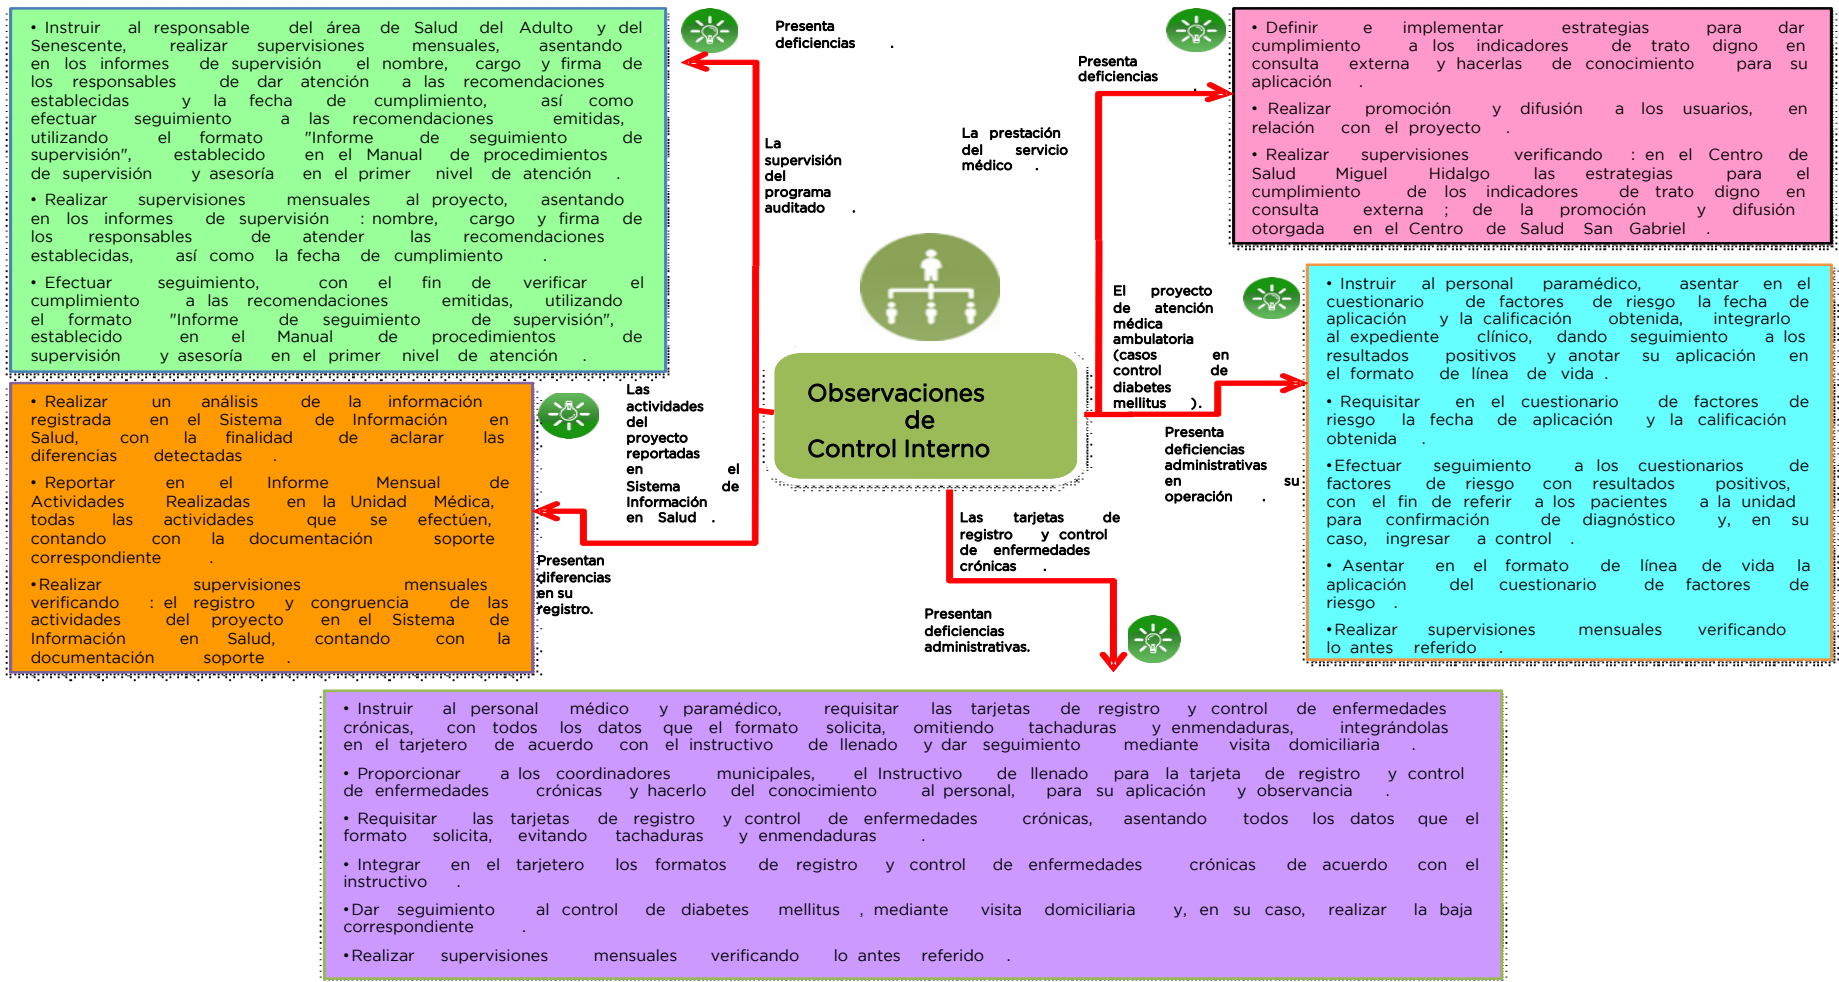 • Instruir al responsable del área de Salud del Adulto y del
Senescente, realizar supervisiones mensuales, asentando
en los informes de supervisión el nombre, cargo y firma de
los responsables de dar atención a las recomendaciones
establecidas y la fecha de cumplimiento, así como
efectuar seguimiento a las recomendaciones emitidas,
utilizando el formato "Informe de seguimiento de
supervisión", establecido en el Manual de procedimientos
de supervisión y asesoría en el primer nivel de atención .
• Realizar supervisiones mensuales al proyecto, asentando
en los informes de supervisión : nombre, cargo y firma de
los responsables de atender las recomendaciones
establecidas, así como la fecha de cumplimiento .
• Efectuar seguimiento, con el fin de verificar el
cumplimiento a las recomendaciones emitidas, utilizando
el formato "Informe de seguimiento de supervisión",
establecido en el Manual de procedimientos de
supervisión y asesoría en el primer nivel de atención .
Presenta
deficiencias .
La
supervisión
del
programa
auditado .
Presenta
deficiencias .
La prestación
del servicio
médico .
• Definir e implementar estrategias para dar
cumplimiento a los indicadores de trato digno en
consulta externa y hacerlas de conocimiento para su
aplicación .
• Realizar promoción y difusión a los usuarios, en
relación con el proyecto .
• Realizar supervisiones verificando : en el Centro de
Salud Miguel Hidalgo las estrategias para el
cumplimiento de los indicadores de trato digno en
consulta externa ; de la promoción y difusión
otorgada en el Centro de Salud San Gabriel .
El proyecto
de atención
médica
ambulatoria
(casos en
control de
diabetes
mellitus ).
Presenta
deficiencias
administrativas
en su
operación .
• Instruir al personal paramédico, asentar en el
cuestionario de factores de riesgo la fecha de
aplicación y la calificación obtenida, integrarlo
al expediente clínico, dando seguimiento a los
resultados positivos y anotar su aplicación en
el formato de línea de vida .
• Requisitar en el cuestionario de factores de
riesgo la fecha de aplicación y la calificación
obtenida .
•Efectuar seguimiento a los cuestionarios de
factores de riesgo con resultados positivos,
con el fin de referir a los pacientes a la unidad
para confirmación de diagnóstico y, en su
caso, ingresar a control .
• Asentar en el formato de línea de vida la
aplicación del cuestionario de factores de
riesgo .
•Realizar supervisiones mensuales verificando
lo antes referido .
Observaciones
de
Control Interno
• Realizar un análisis de la información
registrada en el Sistema de Información en
Salud, con la finalidad de aclarar las
diferencias detectadas .
• Reportar en el Informe Mensual de
Actividades Realizadas en la Unidad Médica,
todas las actividades que se efectúen,
contando con la documentación soporte
correspondiente .
•Realizar supervisiones mensuales
verificando : el registro y congruencia de las
actividades del proyecto en el Sistema de
Información en Salud, contando con la
documentación soporte .
Las
actividades
del
proyecto
reportadas
en el
Sistema de
Información
en Salud .
Presentan
diferencias
en su
registro.
Las tarjetas de
registro y control
de enfermedades
crónicas .
Presentan
deficiencias
administrativas.
• Instruir al personal médico y paramédico, requisitar las tarjetas de registro y control de enfermedades
crónicas, con todos los datos que el formato solicita, omitiendo tachaduras y enmendaduras, integrándolas
en el tarjetero de acuerdo con el instructivo de llenado y dar seguimiento mediante visita domiciliaria .
• Proporcionar a los coordinadores municipales, el Instructivo de llenado para la tarjeta de registro y control
de enfermedades crónicas y hacerlo del conocimiento al personal, para su aplicación y observancia .
• Requisitar las tarjetas de registro y control de enfermedades crónicas, asentando todos los datos que el
formato solicita, evitando tachaduras y enmendaduras .
• Integrar en el tarjetero los formatos de registro y control de enfermedades crónicas de acuerdo con el
instructivo .
•Dar seguimiento al control de diabetes mellitus , mediante visita domiciliaria y, en su caso, realizar la baja
correspondiente .
•Realizar supervisiones mensuales verificando lo antes referido .